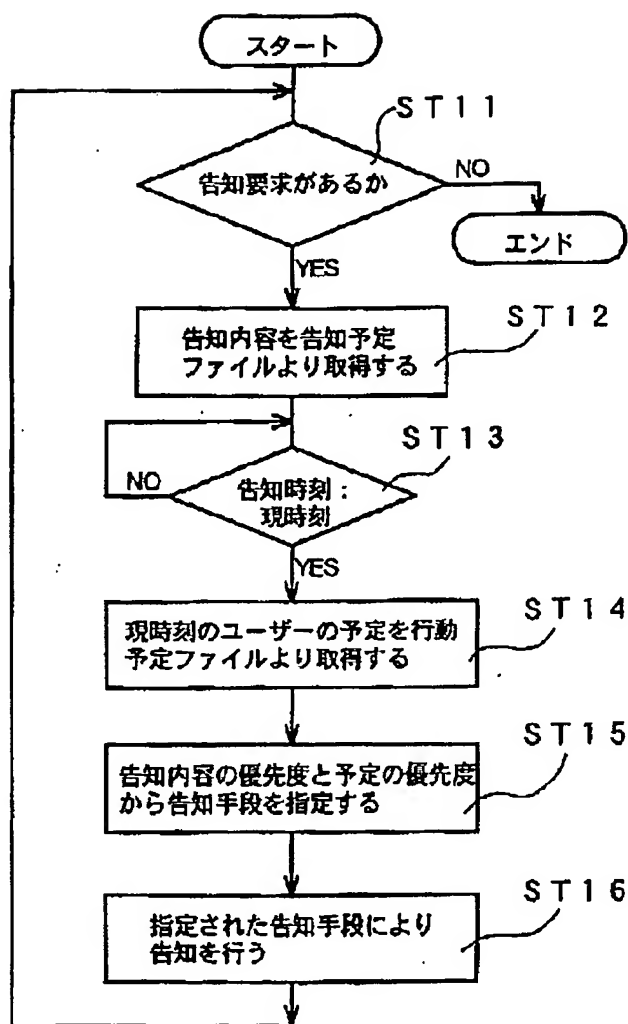 スタート
ST11
告知要求があるか
NO
エンド
YES
ST12
告知内容を告知予定
ファイルより取得する
ST13
NO
告知時刻:
現時刻
YES
ST14
現時刻のユーザーの予定を行動
予定ファイルより取得する
ST15
告知内容の優先度と予定の優先度
から告知手段を指定する
ST16
指定された告知手段により
告知を行う